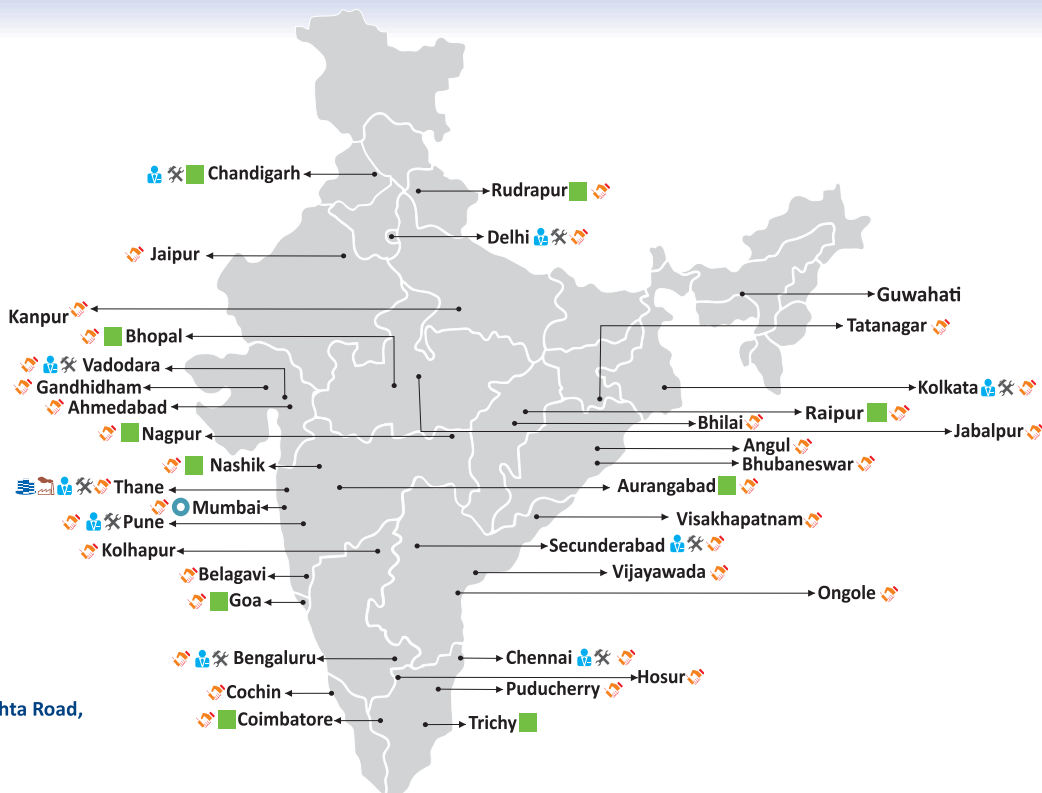 Chandigarh
Rudrapur
Delhi
Jaipur
Guwahati
Kanpur
Tatanagar
Bhopal
Vadodara
Gandhidham
Kolkata
Ahmedabad
Raipur
Bhilai
Jabalpur
Nagpur
Angul
Bhubaneswar
Nashik
Thane
Aurangabad
Mumbai
Pune
Visakhapatnam
Kolhapur
Secunderabad
Belagavi
Vijayawada
Goa
Ongole
Bengaluru
Chennai
Hosur
Cochin
Puducherry
hta Road,
Coimbatore
Trichy